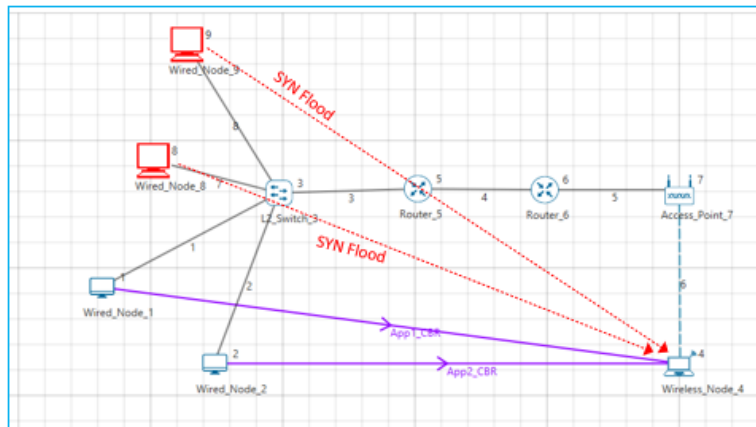 9
Wired_Node_9
SYN Flood
8
8
Wired_Node_8
7
3
L2_Switch_3
3
5
Router_5
4
6
Router_6
5
7
Access_Point_7
SYN Flood
1
2
6
1
Wired_Node_1
App1_CBR
2
Wired_Node_2
App2_CBR
4
Wireless_Node_4